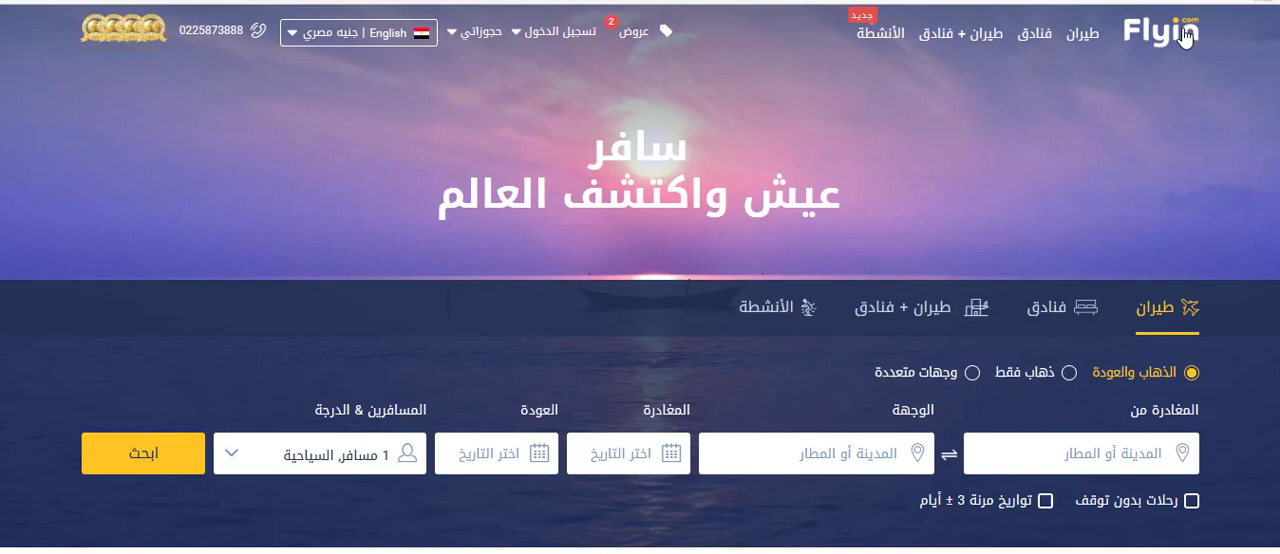 Flyin.com
طيران
فنادق
طيران + فنادق
الأنشطة
جديد
عروض
2
تسجيل الدخول
حجوزاتي
English | جنيه مصري
0225873888
سافر
عيش واكتشف العالم
طيران
فنادق
طيران + فنادق
الأنشطة
الذهاب والعودة
ذهاب فقط
وجهات متعددة
المغادرة من
الوجهة
المغادرة
العودة
المسافرين & الدرجة
المدينة أو المطار
المدينة أو المطار
اختر التاريخ
اختر التاريخ
1 مسافر, السياحية
ابحث
رحلات بدون توقف
تواريخ مرنة 3 ± أيام